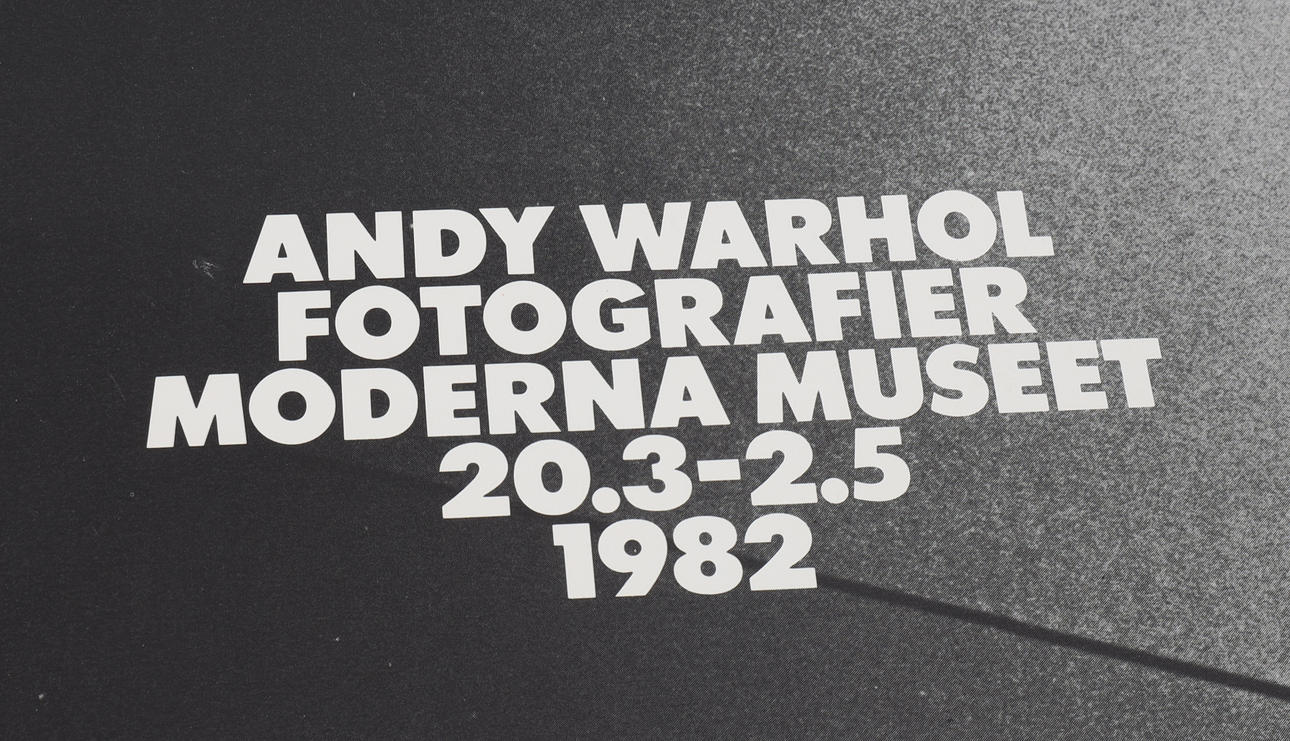 ANDY WARHOL
FOTOGRAFIER
MODERNA MUSEET
20.3-2.5
1982